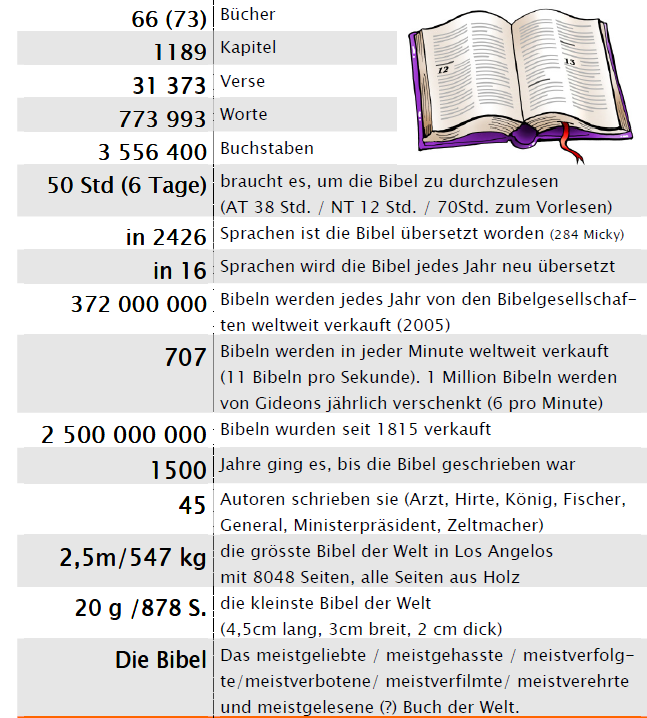 66 (73) Bücher
1189 Kapitel
31 373 Verse
773 993 Worte
3 556 400 Buchstaben
12
13
50 Std (6 Tage) braucht es, um die Bibel zu durchzulesen
(AT 38 Std. / NT 12 Std. / 70Std. zum Vorlesen)
in 2426 Sprachen ist die Bibel übersetzt worden (284 Micky)
in 16 Sprachen wird die Bibel jedes Jahr neu übersetzt
372 000 000 Bibeln werden jedes Jahr von den Bibelgesellschaf-
ten weltweit verkauft (2005)
707 Bibeln werden in jeder Minute weltweit verkauft
(11 Bibeln pro Sekunde). 1 Million Bibeln werden
von Gideons jährlich verschenkt (6 pro Minute)
2 500 000 000 Bibeln wurden seit 1815 verkauft
1500 Jahre ging es, bis die Bibel geschrieben war
45 Autoren schrieben sie (Arzt, Hirte, König, Fischer,
General, Ministerpräsident, Zeltmacher)
2,5m/547 kg die grösste Bibel der Welt in Los Angelos
mit 8048 Seiten, alle Seiten aus Holz
20 g /878 S. die kleinste Bibel der Welt
(4,5cm lang, 3cm breit, 2 cm dick)
Die Bibel Das meistgeliebte / meistgehasste / meistverfolg-
te/meistverbotene/ meistverfilmte/ meistverehrte
und meistgelesene (?) Buch der Welt.